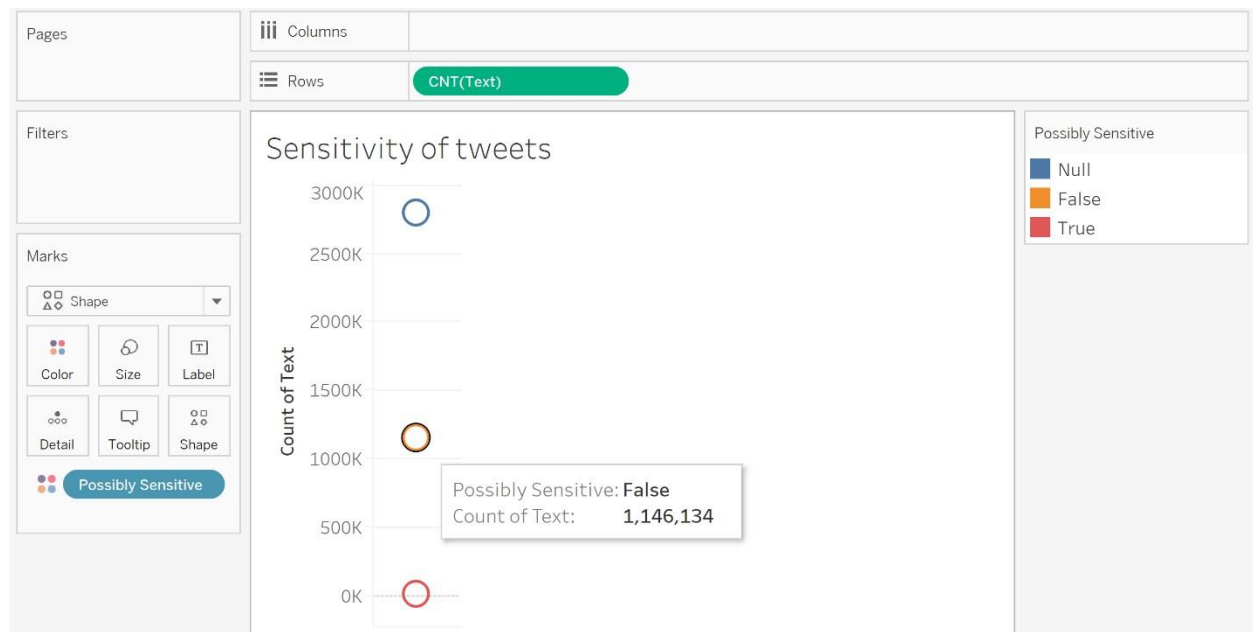 Pages
Columns
Rows
CNT(Text)
Filters
Marks
Shape
Color
Size
T
Label
Detail
Tooltip
Shape
Possibly Sensitive
Sensitivity of tweets
3000K
2500K
2000K
1500K
1000K
500K
0K
Count of Text
Possibly Sensitive: False
Count of Text: 1,146,134
Possibly Sensitive
Null
False
True